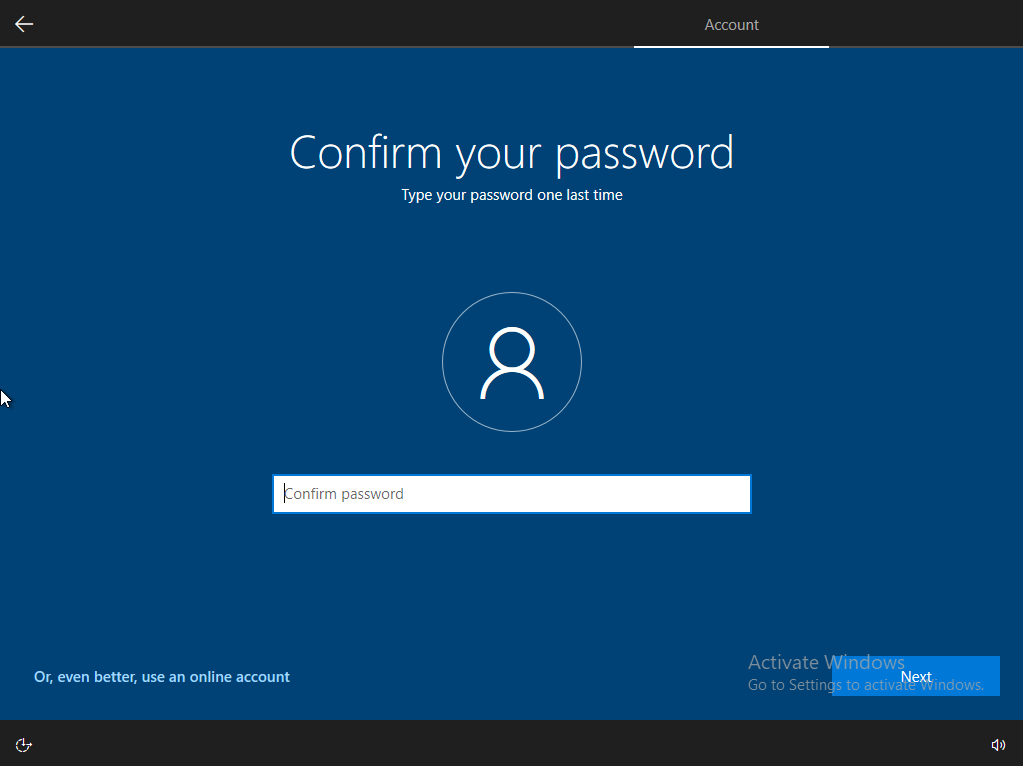 Account
Confirm your password
Type your password one last time
Confirm password
Or, even better, use an online account
Activate Windows
Go to Settings to activate Windows.
Next